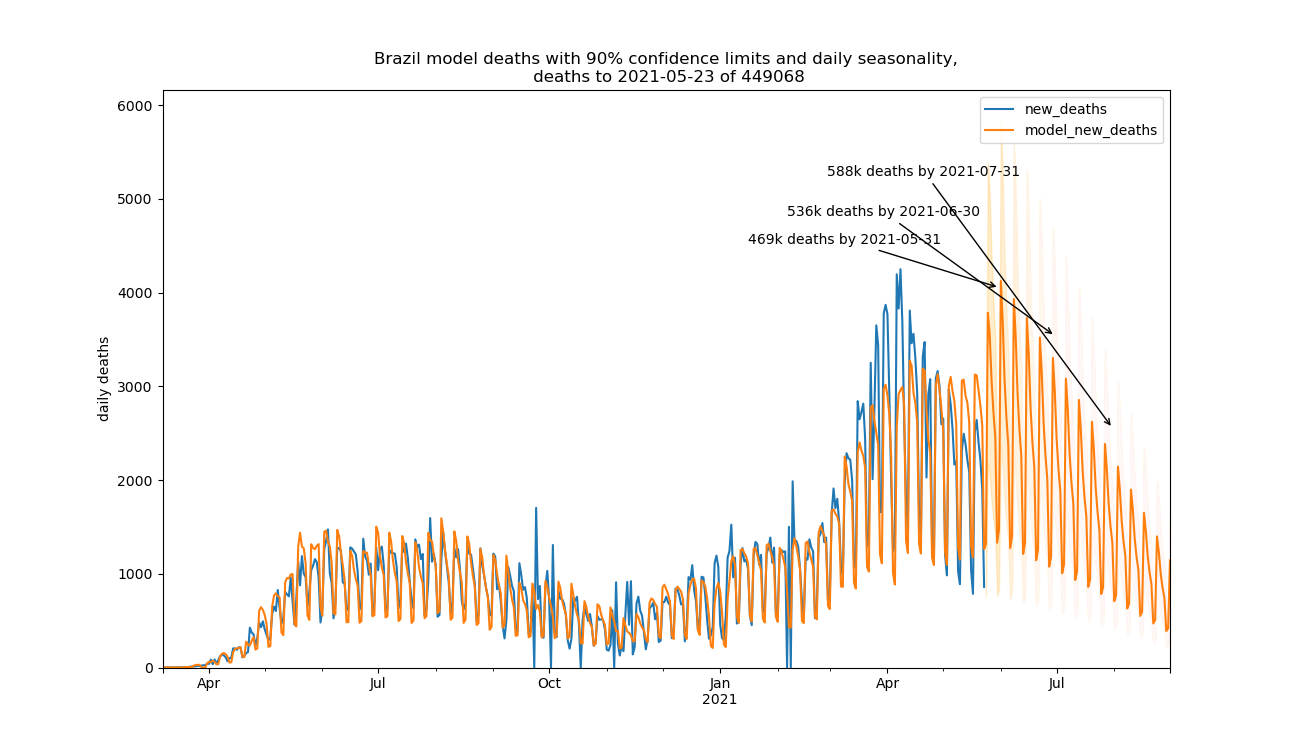 Brazil model deaths with 90% confidence limits and daily seasonality,
deaths to 2021-05-23 of 449068
new_deaths
model_new_deaths
588k deaths by 2021-07-31
536k deaths by 2021-06-30
469k deaths by 2021-05-31
daily deaths
6000
5000
4000
3000
2000
1000
0
Apr Jul Oct Jan Apr Jul
2021